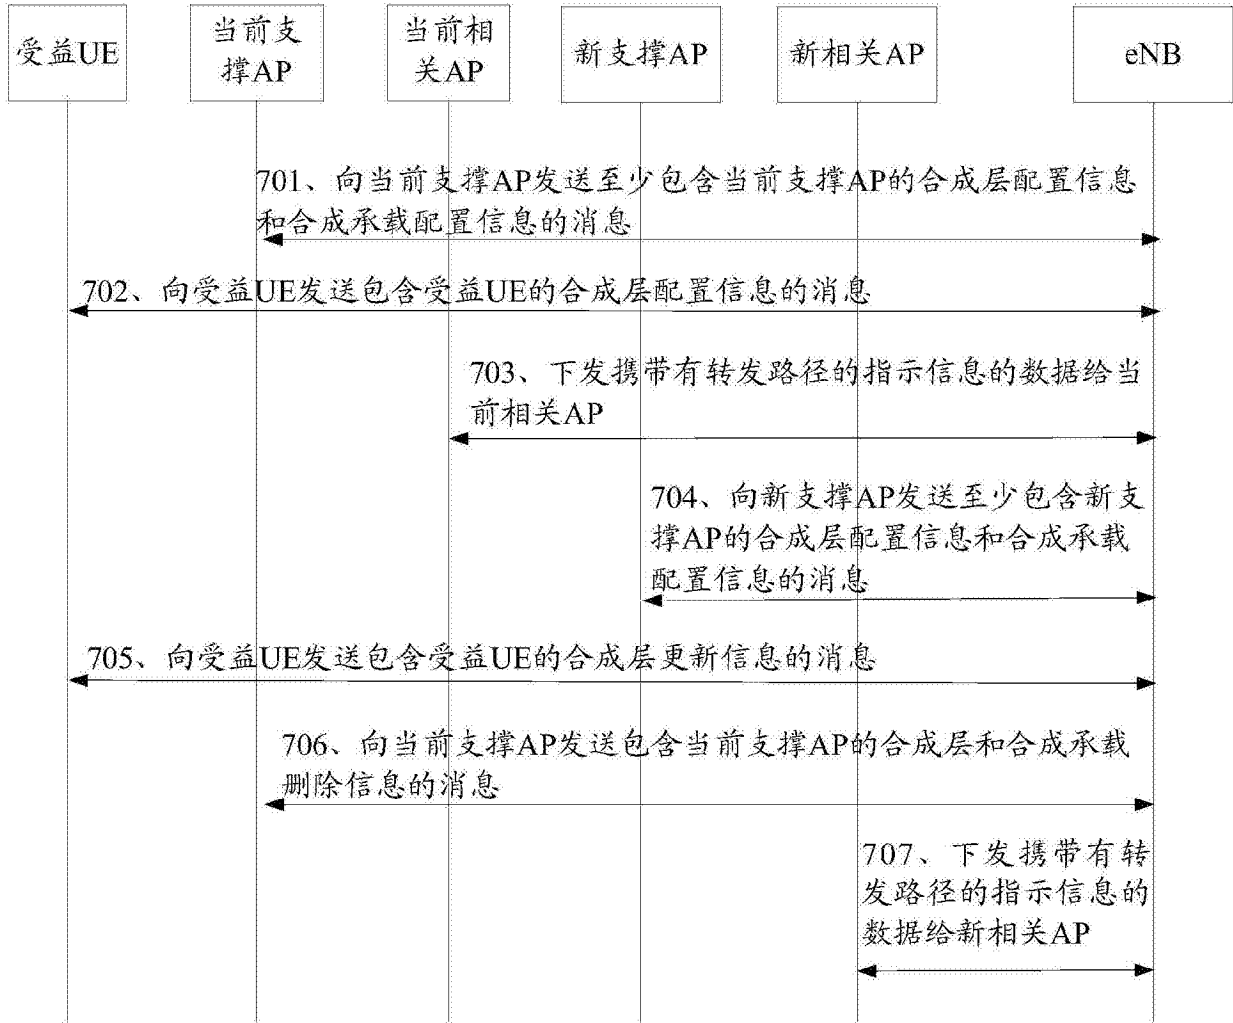 受益UE
当前支
撑AP
当前相
关AP
新支撑AP
新相关AP
eNB
701、向当前支撑AP发送至少包含当前支撑AP的合成层配置信息
和合成承载配置信息的消息
702、向受益UE发送包含受益UE的合成层配置信息的消息
703、下发携带有转发路径的指示信息的数据给当
前相关AP
704、向新支撑AP发送至少包含新支
撑AP的合成层配置信息和合成承载
配置信息的消息
705、向受益UE发送包含受益UE的合成层更新信息的消息
706、向当前支撑AP发送包含当前支撑AP的合成层和合成承载
删除信息的消息
707、下发携带有转
发路径的指示信息的
数据给新相关AP